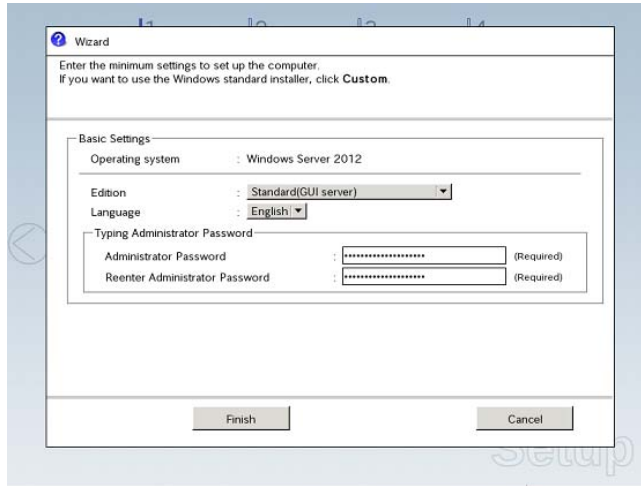 Wizard
Enter the minimum settings to set up the computer.
If you want to use the Windows standard installer, click Custom.
Basic Settings
Operating system : Windows Server 2012
Edition : Standard(GUI server)
Language : English
Typing Administrator Password
Administrator Password : •••••••••••••••••••• (Required)
Reenter Administrator Password : •••••••••••••••••••• (Required)
Finish Cancel
Setup